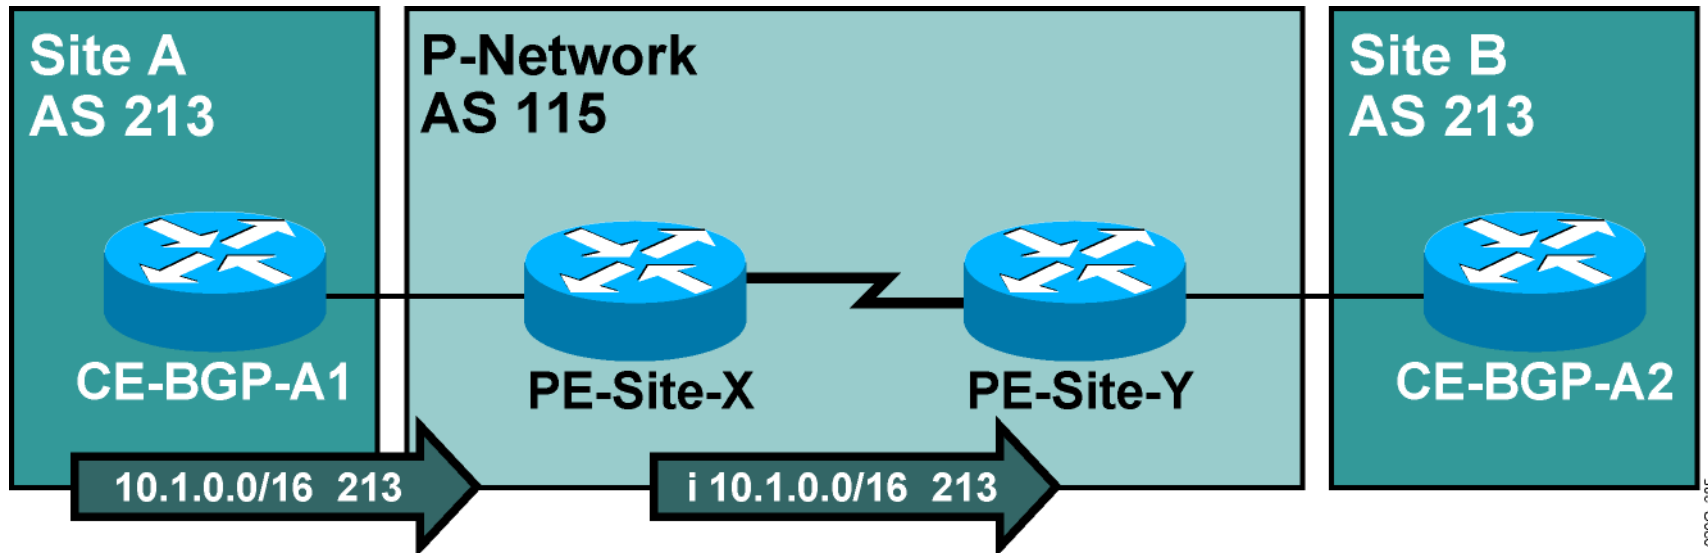 Site A
AS 213
P-Network
AS 115
Site B
AS 213
CE-BGP-A1
PE-Site-X
PE-Site-Y
CE-BGP-A2
10.1.0.0/16 213
i 10.1.0.0/16 213